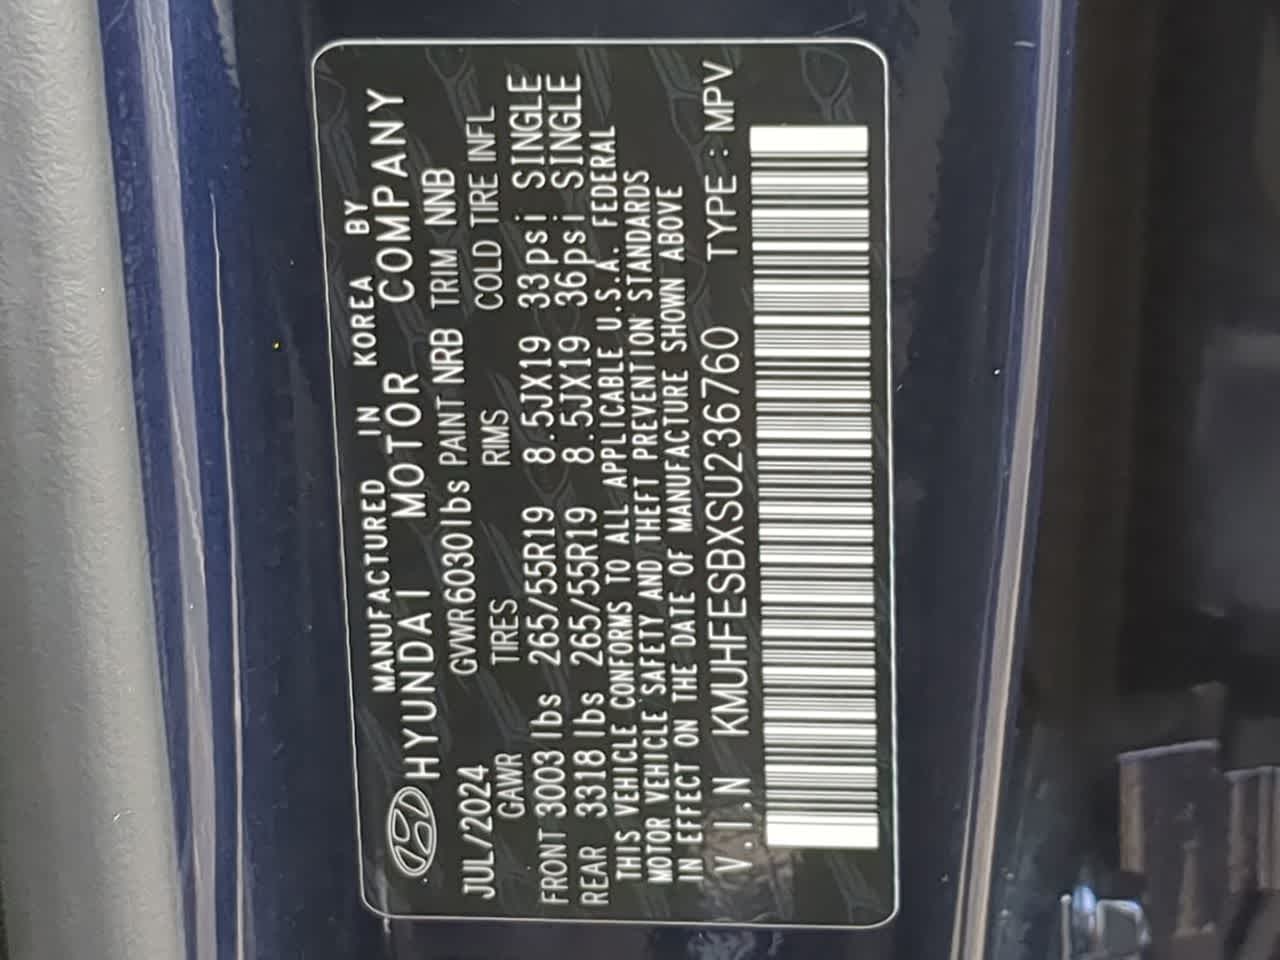 MANUFACTURED IN KOREA BY
HYUNDAI MOTOR COMPANY
JUL/2024 GVWR6030lbs PAINT NRB TRIM NNB
GAWR TIRES RIMS COLD TIRE INFL
FRONT 3003 lbs 265/55R19 8.5JX19 33psi SINGLE
REAR 3318 lbs 265/55R19 8.5JX19 36psi SINGLE
THIS VEHICLE CONFORMS TO ALL APPLICABLE U.S.A. FEDERAL
MOTOR VEHICLE SAFETY AND THEFT PREVENTION STANDARDS
IN EFFECT ON THE DATE OF MANUFACTURE SHOWN ABOVE
V.I.N KMUHFESBXSU236760 TYPE : MPV